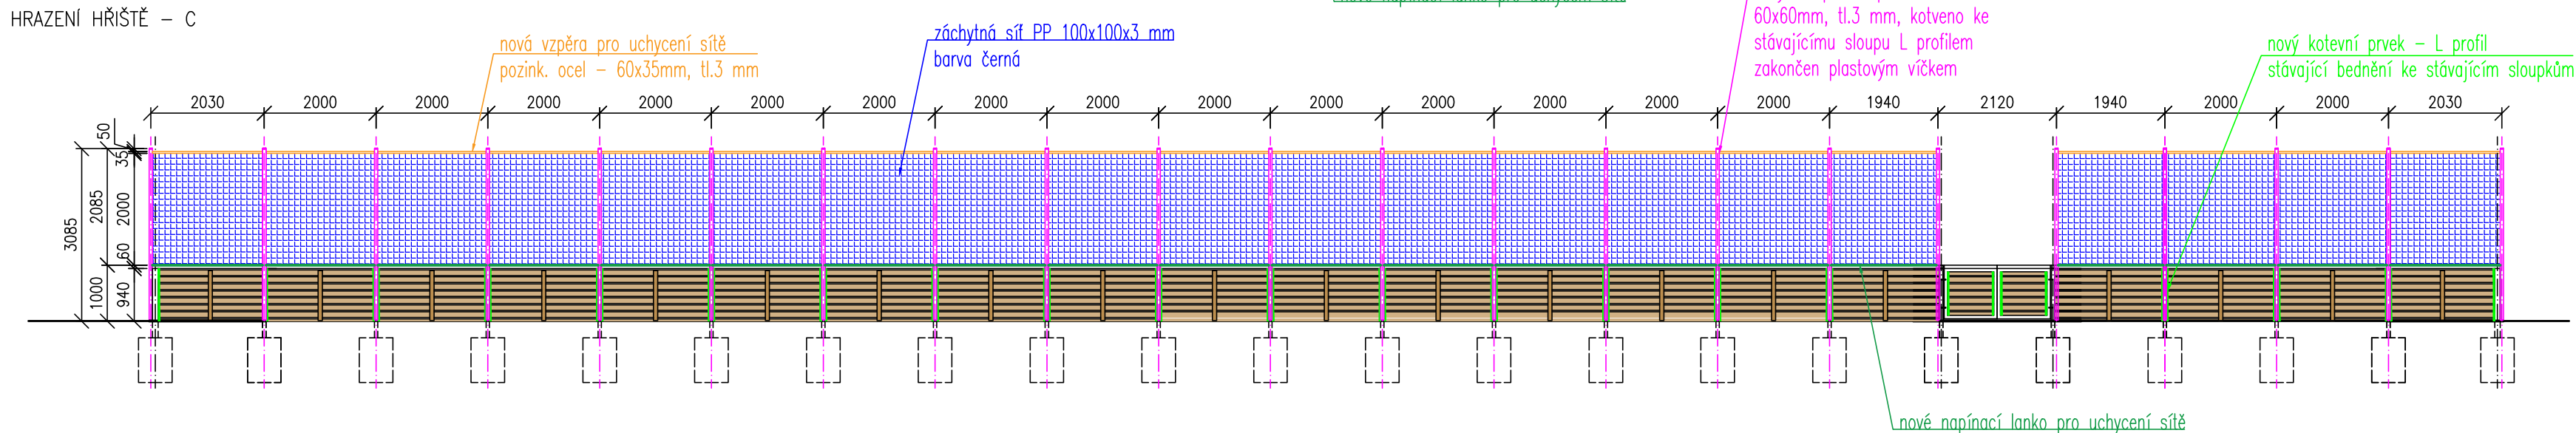 HRAZENÍ HŘIŠTĚ – C
60x60mm, tl.3 mm, kotveno ke
stávajícímu sloupu L profilem
zakončen plastovým víčkem
záchytná síť PP 100x100x3 mm
barva černá
nová vzpěra pro uchycení sítě
pozink. ocel – 60x35mm, tl.3 mm
nový kotevní prvek – L profil
stávající bednění ke stávajícím sloupkům
2030 2000 2000 2000 2000 2000 2000 2000 2000 2000 2000 2000 2000 2000 2000 1940 2120 1940 2000 2000 2030
50
35
3085
2085
2000
60
1000
940
nové napínací lanko pro uchycení sítě